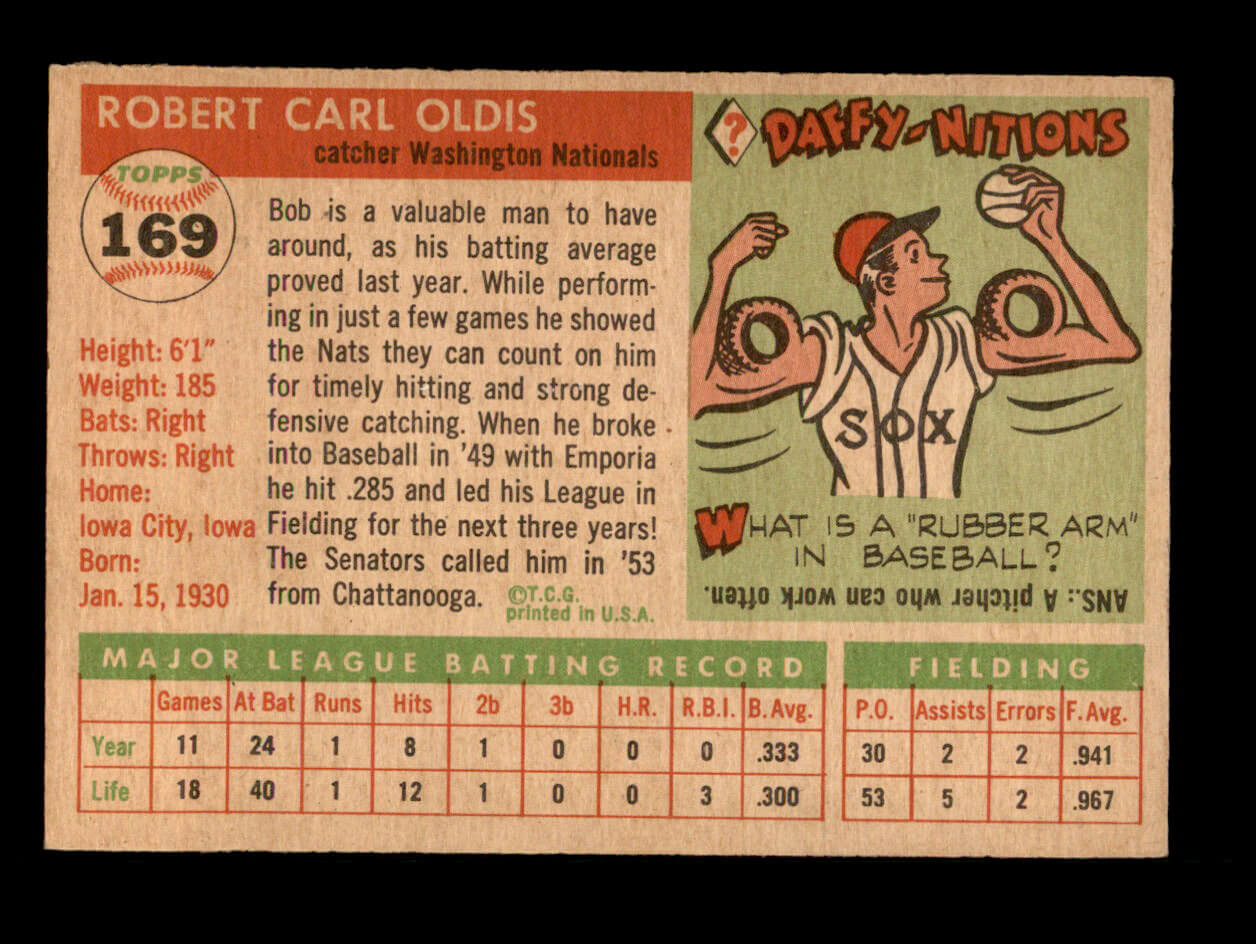 ROBERT CARL OLDIS
catcher Washington Nationals
TOPPS
169
Height: 6'1"
Weight: 185
Bats: Right
Throws: Right
Home:
Iowa City, Iowa
Born:
Jan. 15, 1930
Bob is a valuable man to have
around, as his batting average
proved last year. While perform-
ing in just a few games he showed
the Nats they can count on him
for timely hitting and strong de-
fensive catching. When he broke
into Baseball in '49 with Emporia
he hit .285 and led his League in
Fielding for the next three years!
The Senators called him in '53
from Chattanooga.
©T.C.G.
printed in U.S.A.
?
DAFFY-NITIONS
SOX
WHAT IS A "RUBBER ARM"
IN BASEBALL?
ANS.: A pitcher who can work often.
MAJOR LEAGUE BATTING RECORD
Games At Bat Runs Hits 2b 3b H.R. R.B.I. B. Avg.
Year 11 24 1 8 1 0 0 0 .333
Life 18 40 1 12 1 0 0 3 .300
FIELDING
P.O. Assists Errors F. Avg.
30 2 2 .941
53 5 2 .967